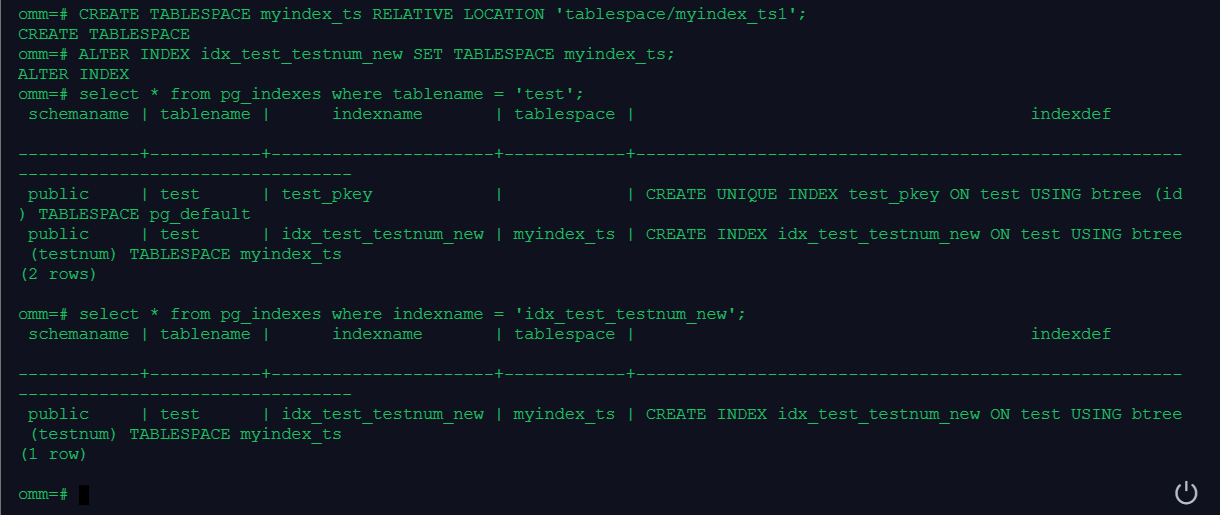 omm=# CREATE TABLESPACE myindex_ts RELATIVE LOCATION 'tablespace/myindex_ts1';
CREATE TABLESPACE
omm=# ALTER INDEX idx_test_testnum_new SET TABLESPACE myindex_ts;
ALTER INDEX
omm=# select * from pg_indexes where tablename = 'test';
 schemaname | tablename |      indexname       | tablespace |                                       indexdef
------------+-----------+----------------------+------------+------------------------------------------------------
---------------------------------
 public     | test      | test_pkey            |            | CREATE UNIQUE INDEX test_pkey ON test USING btree (id
) TABLESPACE pg_default
 public     | test      | idx_test_testnum_new | myindex_ts | CREATE INDEX idx_test_testnum_new ON test USING btree
 (testnum) TABLESPACE myindex_ts
(2 rows)
omm=# select * from pg_indexes where indexname = 'idx_test_testnum_new';
 schemaname | tablename |      indexname       | tablespace |                                       indexdef
------------+-----------+----------------------+------------+------------------------------------------------------
---------------------------------
 public     | test      | idx_test_testnum_new | myindex_ts | CREATE INDEX idx_test_testnum_new ON test USING btree
 (testnum) TABLESPACE myindex_ts
(1 row)
omm=#